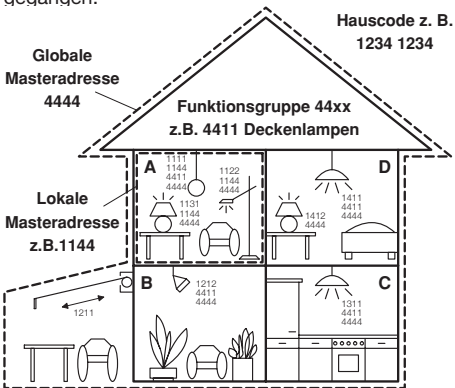 gegangen.
Hauscode z. B.
1234 1234
Globale
Masteradresse
4444
Funktionsgruppe 44xx
z.B. 4411 Deckenlampen
A
1111
1144
4411
4444
1122
1144
4444
1131
1144
4444
D
1411
4411
4444
1412
4444
Lokale
Masteradresse
z.B.1144
1211
B
1212
4411
4444
C
1311
4411
4444